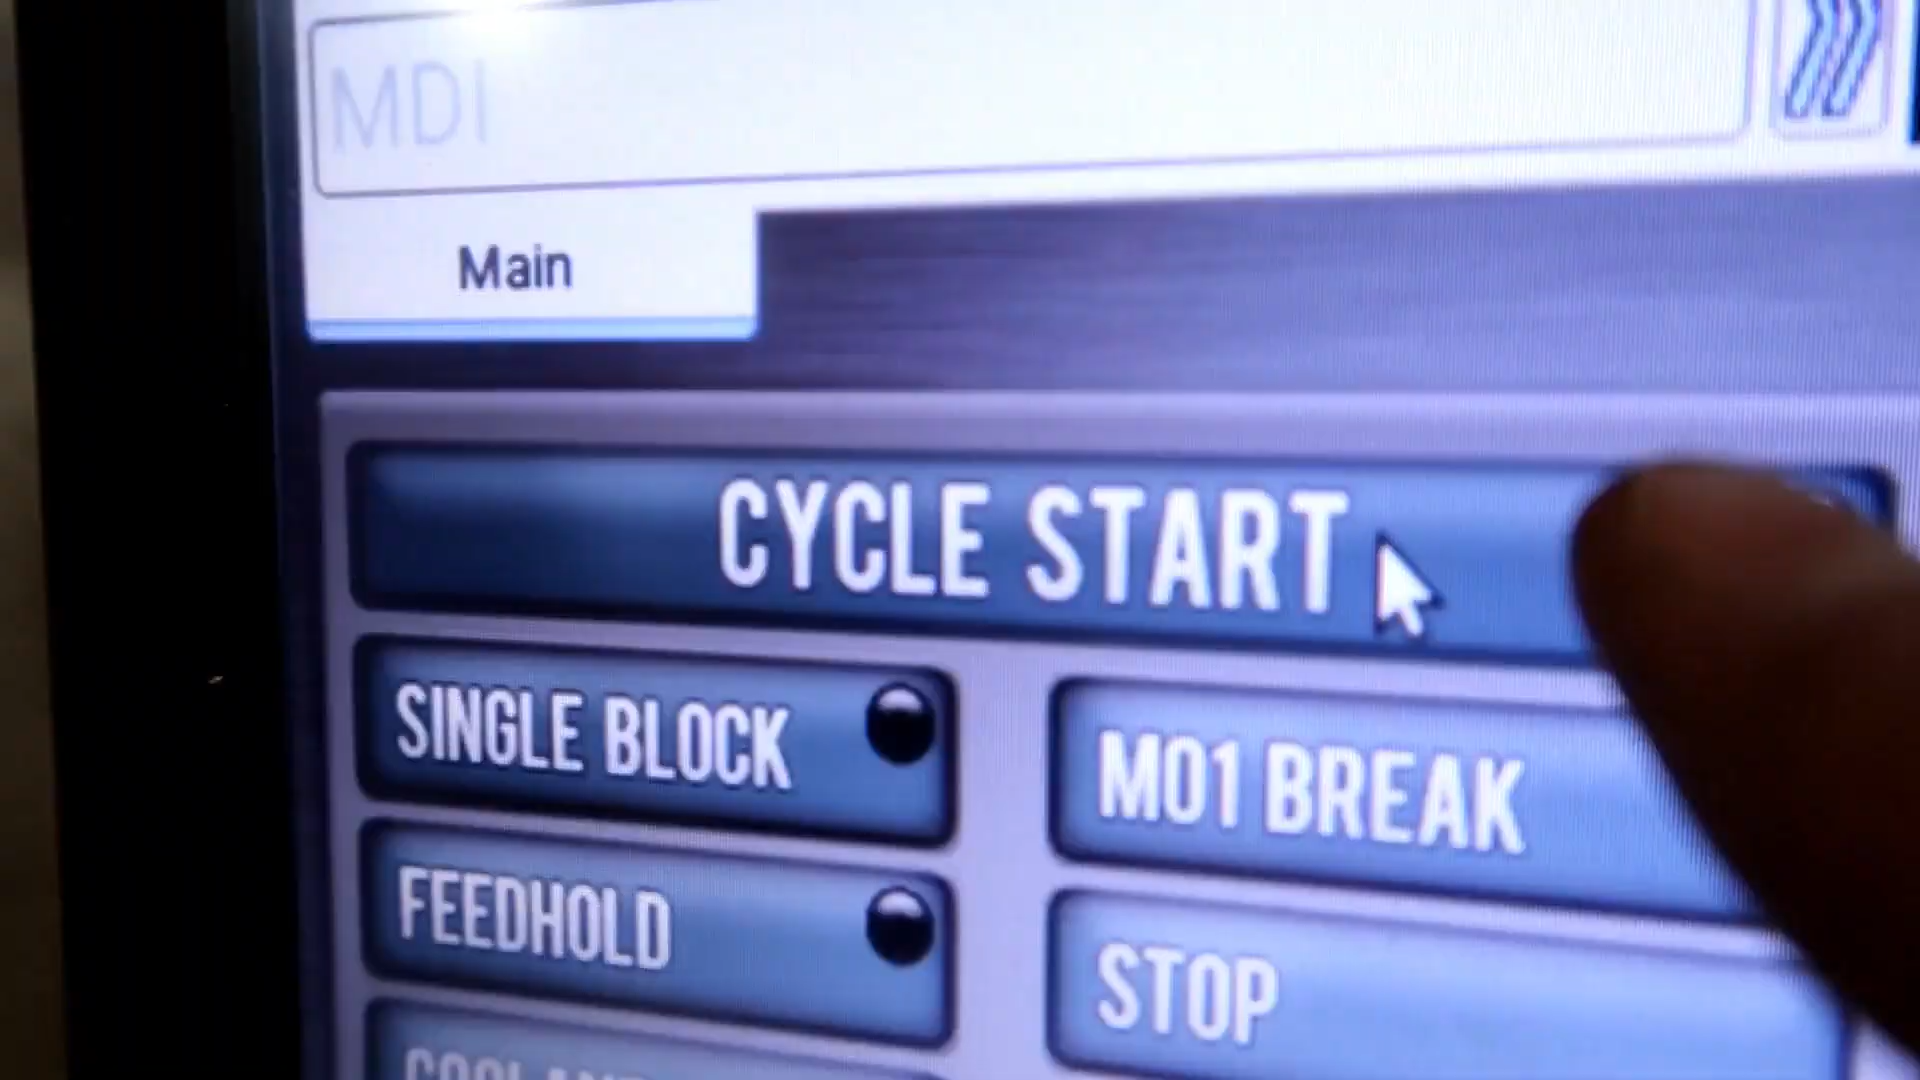 MDI
Main
CYCLE START
SINGLE BLOCK
M01 BREAK
FEEDHOLD
STOP